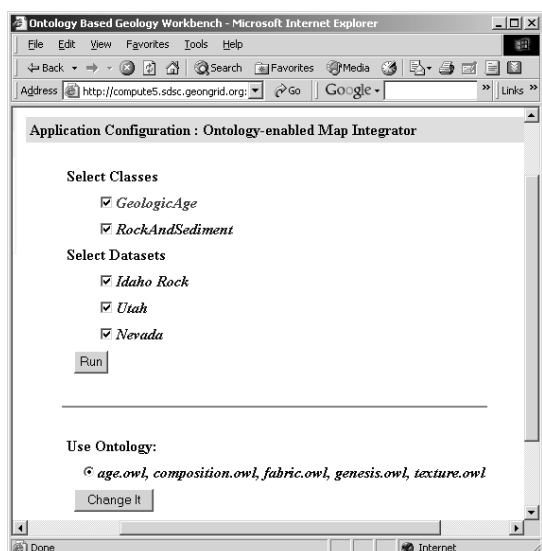 Ontology Based Geology Workbench - Microsoft Internet Explorer
File Edit View Favorites Tools Help
Back Search Favorites Media
Address http://compute5.sdsc.geongrid.org: Go Google Links »
Application Configuration : Ontology-enabled Map Integrator
Select Classes
GeologicAge
RockAndSediment
Select Datasets
Idaho Rock
Utah
Nevada
Run
Use Ontology:
age.owl, composition.owl, fabric.owl, genesis.owl, texture.owl
Change It
Done Internet